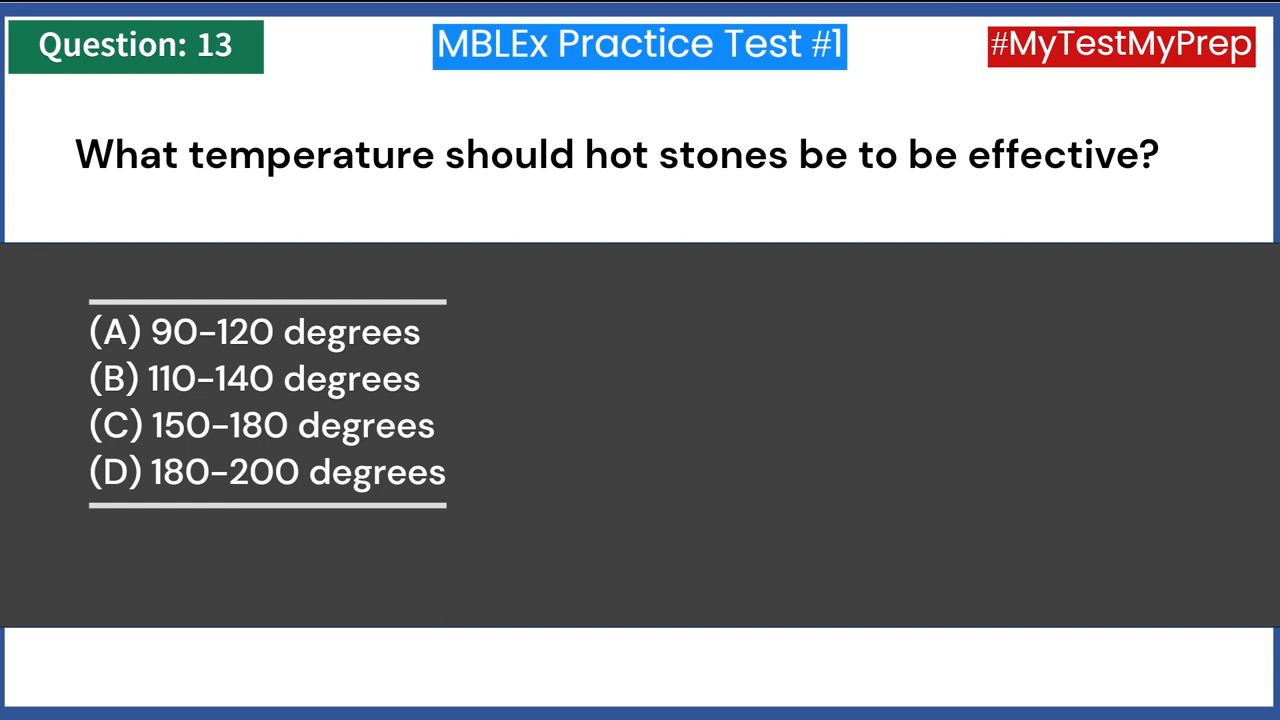 Question: 13
MBLEx Practice Test #1
#MyTestMyPrep
What temperature should hot stones be to be effective?
(A) 90-120 degrees
(B) 110-140 degrees
(C) 150-180 degrees
(D) 180-200 degrees